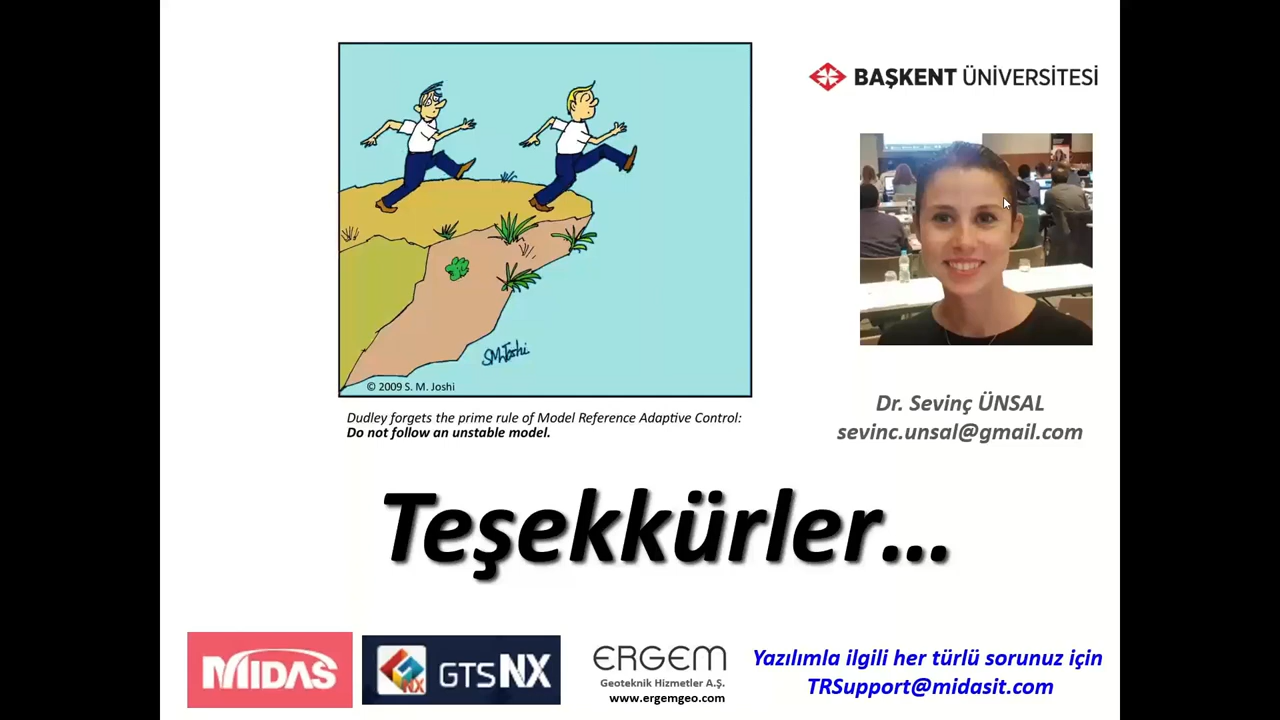 BAŞKENT ÜNİVERSİTESİ
SMJoshi
© 2009 S. M. Joshi
Dudley forgets the prime rule of Model Reference Adaptive Control:
Do not follow an unstable model.
Dr. Sevinç ÜNSAL
sevinc.unsal@gmail.com
Teşekkürler...
MIDAS
NX
GTSNX
ERGEM
Geoteknik Hizmetler A.Ş.
www.ergemgeo.com
Yazılımla ilgili her türlü sorunuz için
TRSupport@midasit.com